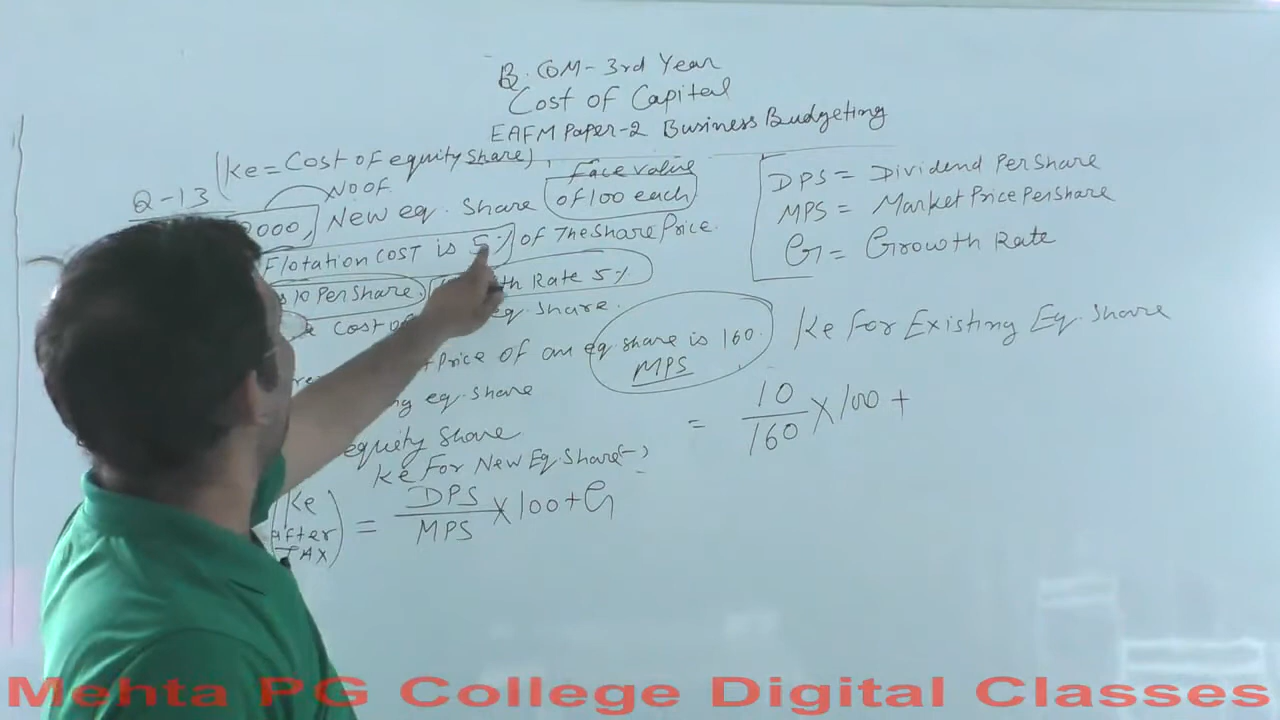 B.COM-3rd Year
Cost of Capital
EAFM Paper-2 Business Budgeting
(Ke=Cost of equity share),
Q-13 No of Face value
2000, New eq. Share of 100 each
Flotation cost is 5% of The Share Price.
10 Per Share. Rate 5%
cost of eq. Share.
Price of an eq. share is 160.
MPS
eq. share
equity Share
Ke For New Eq. Share-)
Ke After TAX = DPS/MPS X 100 + G
DPS = Dividend Per Share
MPS = Market Price Per Share
G = Growth Rate
Ke For Existing Eq. Share
= 10/160 X 100 +
Mehta PG College Digital Classes